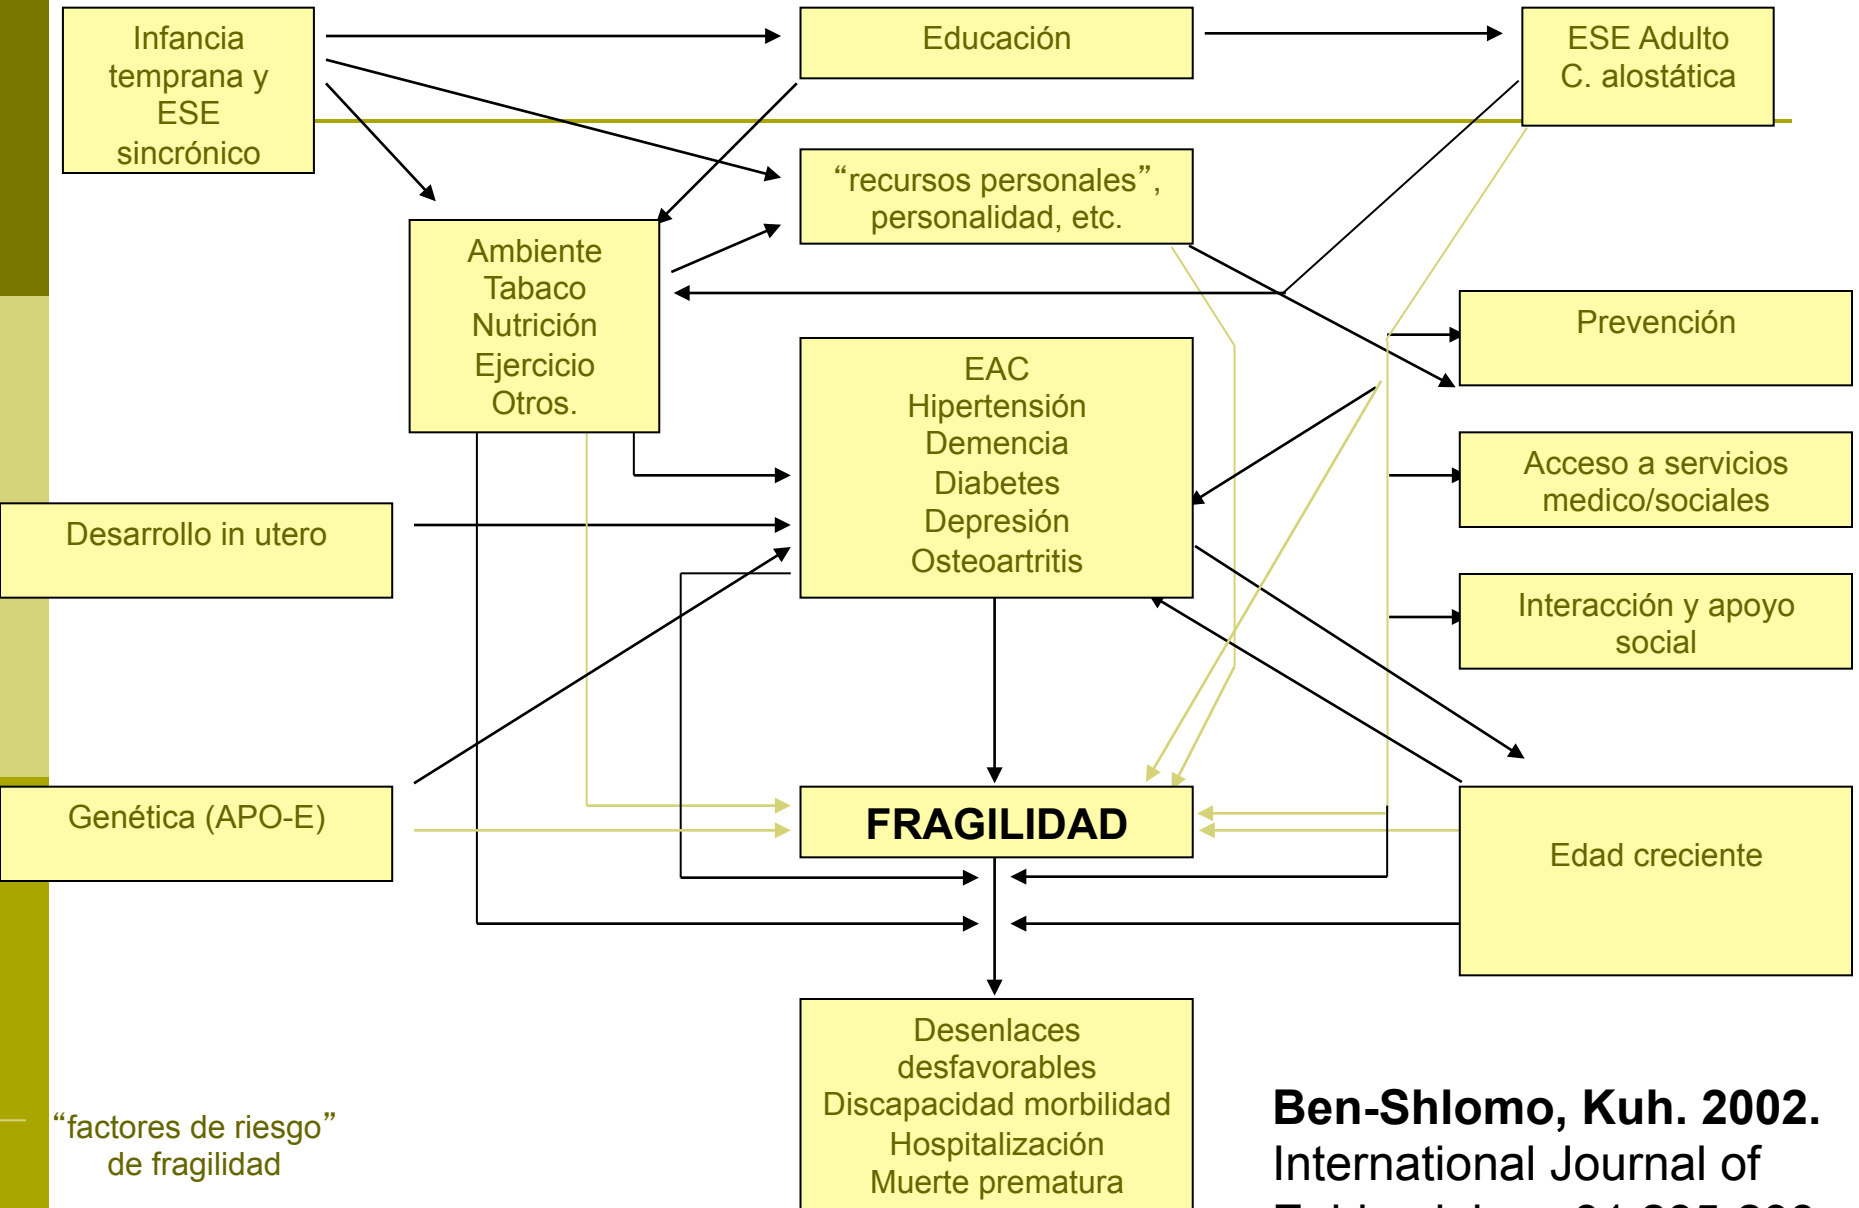 Infancia
temprana y
ESE
sincrónico
Educación
ESE Adulto
C. alostática
“recursos personales”,
personalidad, etc.
Ambiente
Tabaco
Nutrición
Ejercicio
Otros.
Prevención
EAC
Hipertensión
Demencia
Diabetes
Depresión
Osteoartritis
Acceso a servicios
medico/sociales
Desarrollo in utero
Interacción y apoyo
social
Genética (APO-E)
FRAGILIDAD
Edad creciente
Desenlaces
desfavorables
Discapacidad morbilidad
Hospitalización
Muerte prematura
“factores de riesgo”
de fragilidad
Ben-Shlomo, Kuh. 2002.
International Journal of